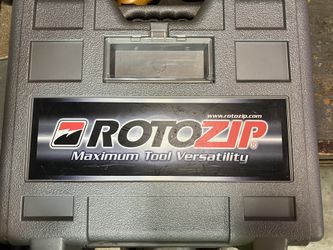 www.rotozip.com
ROTOZIP®
Maximum Tool Versatility